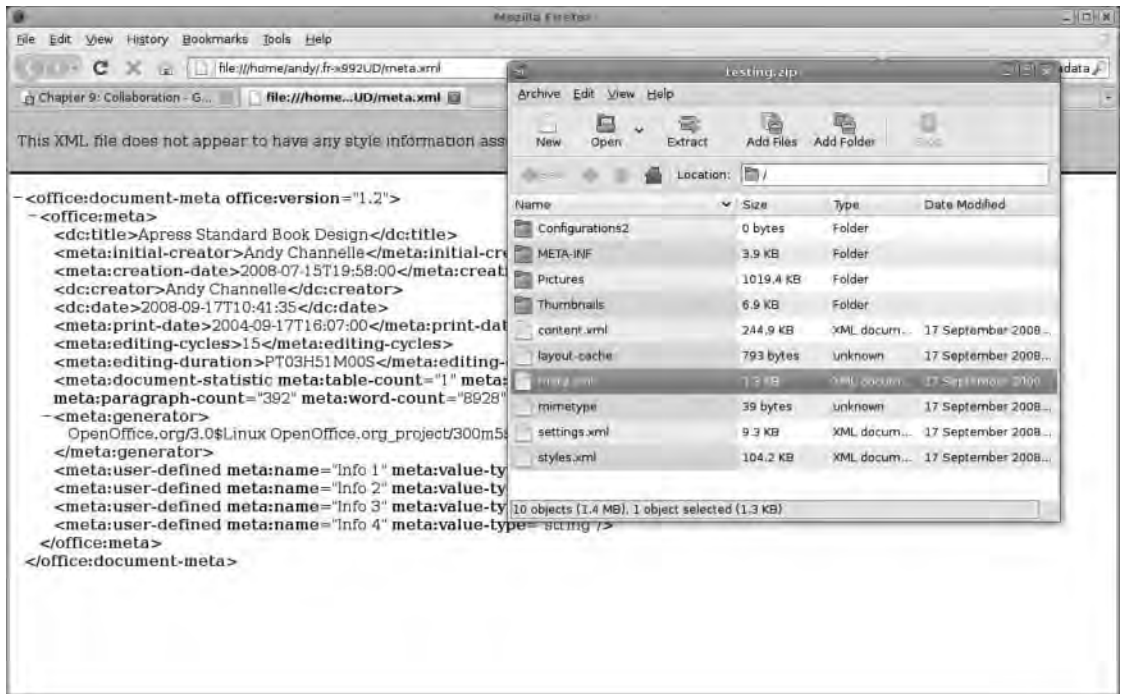 Mozilla Firefox
File Edit View History Bookmarks Tools Help
file:///home/andy/.fr-x992UD/meta.xml
Chapter 9: Collaboration - G...
file:///home...UD/meta.xml
This XML file does not appear to have any style information ass
-<office:document-meta office:version="1.2">
-<office:meta>
<dc:title>Apress Standard Book Design</dc:title>
<meta:initial-creator>Andy Channelle</meta:initial-cre
<meta:creation-date>2008-07-15T19:58:00</meta:creati
<dc:creator>Andy Channelle</dc:creator>
<dc:date>2008-09-17T10:41:35</dc:date>
<meta:print-date>2004-09-17T16:07:00</meta:print-dat
<meta:editing-cycles>15</meta:editing-cycles>
<meta:editing-duration>PT03H51M00S</meta:editing-
<meta:document-statistic meta:table-count="1" meta:
meta:paragraph-count="392" meta:word-count="8928"
-<meta:generator>
OpenOffice.org/3.0$Linux OpenOffice.org_project/300m5$
</meta:generator>
<meta:user-defined meta:name="Info 1" meta:value-ty
<meta:user-defined meta:name="Info 2" meta:value-ty
<meta:user-defined meta:name="Info 3" meta:value-ty
<meta:user-defined meta:name="Info 4" meta:value-type="string"/>
</office:meta>
</office:document-meta>
testing.zip
adata
Archive Edit View Help
New Open Extract Add Files Add Folder
Location: /
Name Size Type Date Modified
Configurations2 0 bytes Folder
META-INF 3.9 KB Folder
Pictures 1019.4 KB Folder
Thumbnails 6.9 KB Folder
content.xml 244.9 KB XML docum... 17 September 2008...
layout-cache 793 bytes unknown 17 September 2008...
meta.xml 1.3 KB XML docum... 17 September 2008...
mimetype 39 bytes unknown 17 September 2008...
settings.xml 9.3 KB XML docum... 17 September 2008...
styles.xml 104.2 KB XML docum... 17 September 2008...
10 objects (1.4 MB), 1 object selected (1.3 KB)